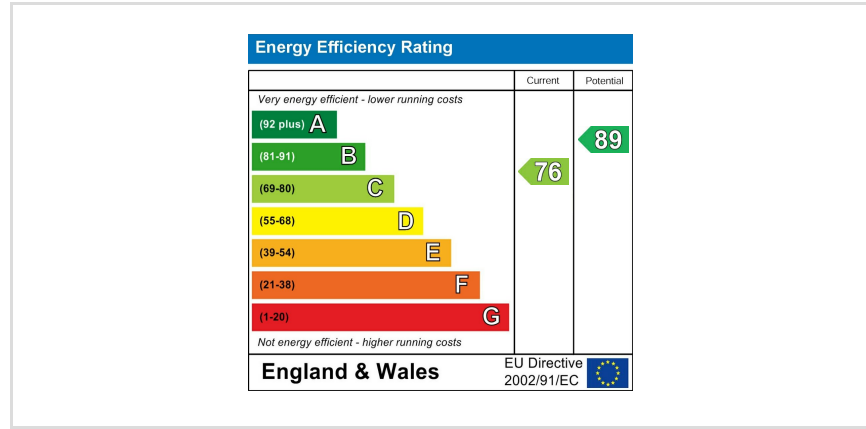 Energy Efficiency Rating
Current Potential
Very energy efficient - lower running costs
(92 plus) A
89
(81-91) B
76
(69-80) C
(55-68) D
(39-54) E
(21-38) F
(1-20) G
Not energy efficient - higher running costs
England & Wales
EU Directive
2002/91/EC